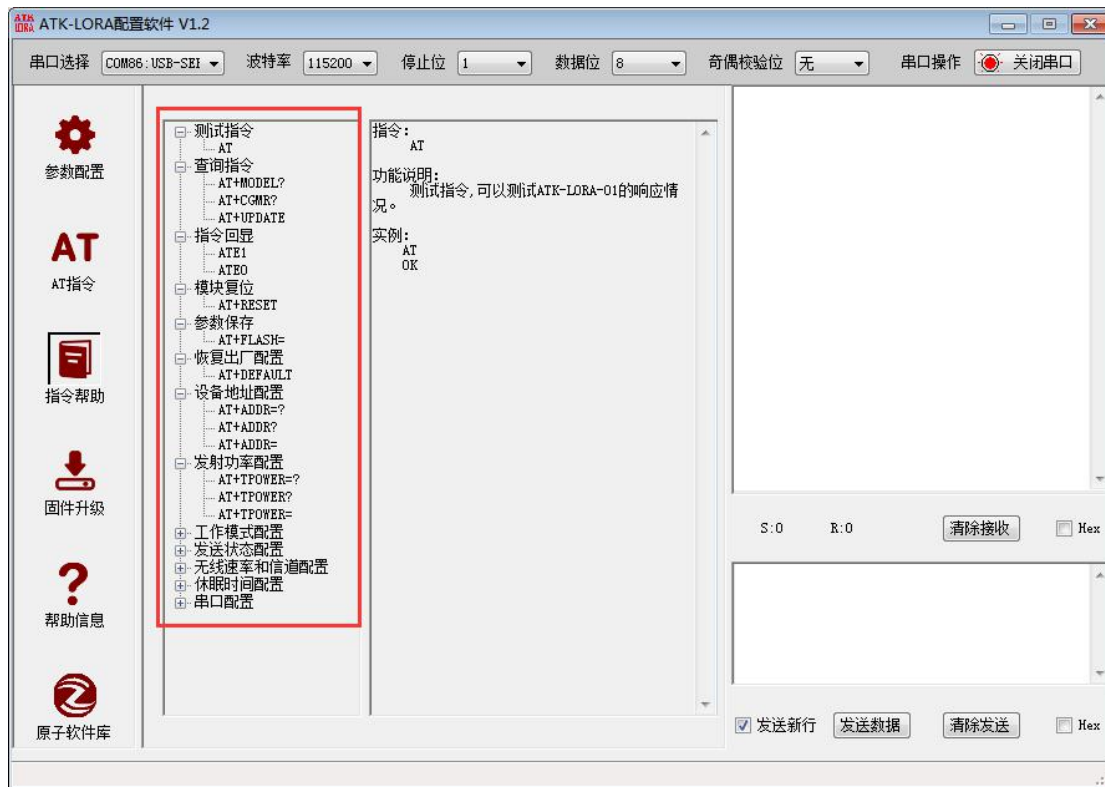 ATK LORA ATK-LORA配置软件 V1.2
串口选择 COM86:USB-SEI 波特率 115200 停止位 1 数据位 8 奇偶校验位 无 串口操作 关闭串口
参数配置
AT
AT指令
指令帮助
固件升级
?
帮助信息
原子软件库
测试指令
AT
查询指令
AT+MODEL?
AT+CGMR?
AT+UPDATE
指令回显
ATE1
ATE0
模块复位
AT+RESET
参数保存
AT+FLASH=
恢复出厂配置
AT+DEFAULT
设备地址配置
AT+ADDR=?
AT+ADDR?
AT+ADDR=
发射功率配置
AT+TPOWER=?
AT+TPOWER?
AT+TPOWER=
工作模式配置
发送状态配置
无线速率和信道配置
休眠时间配置
串口配置
指令:
AT
功能说明:
测试指令,可以测试ATK-LORA-01的响应情
况。
实例:
AT
OK
S:0 R:0 清除接收 Hex
发送新行 发送数据 清除发送 Hex